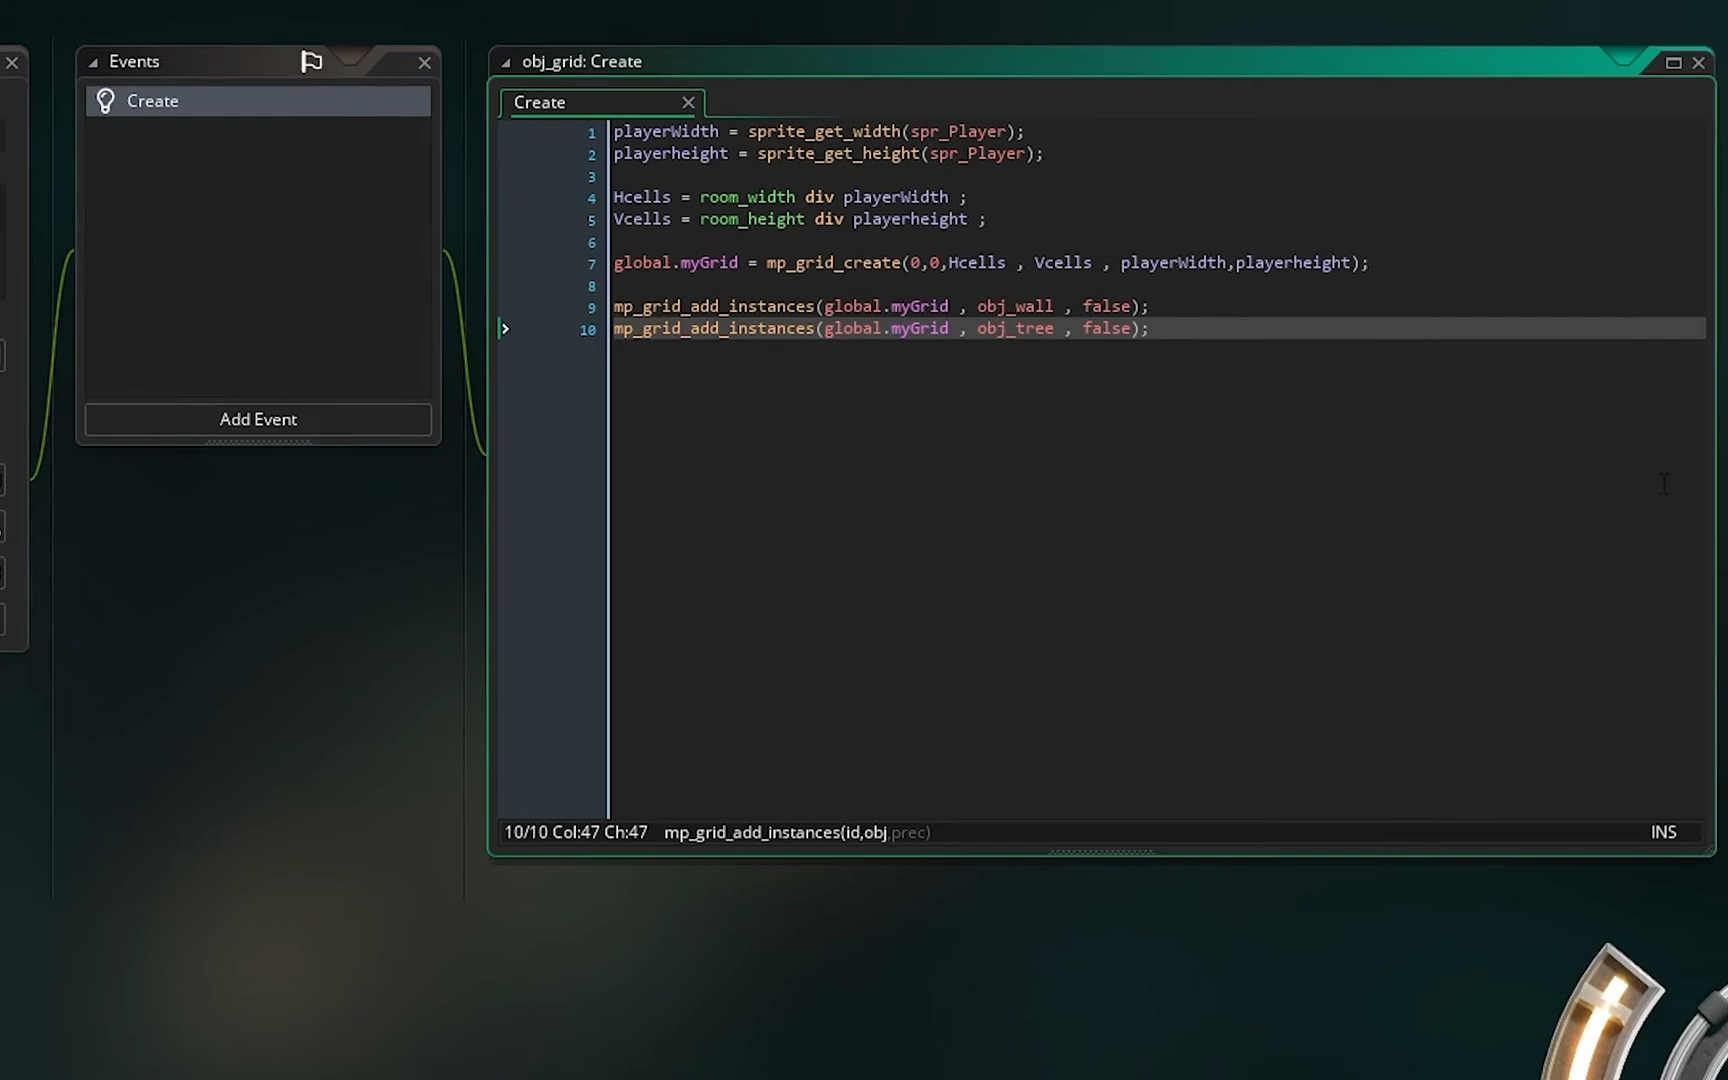 Events
Create
Add Event
obj_grid: Create
Create
1 playerWidth = sprite_get_width(spr_Player);
2 playerheight = sprite_get_height(spr_Player);
3
4 Hcells = room_width div playerWidth ;
5 Vcells = room_height div playerheight ;
6
7 global.myGrid = mp_grid_create(0,0,Hcells , Vcells , playerWidth,playerheight);
8
9 mp_grid_add_instances(global.myGrid , obj_wall , false);
10 mp_grid_add_instances(global.myGrid , obj_tree , false);
10/10 Col:47 Ch:47 mp_grid_add_instances(id,obj,prec) INS